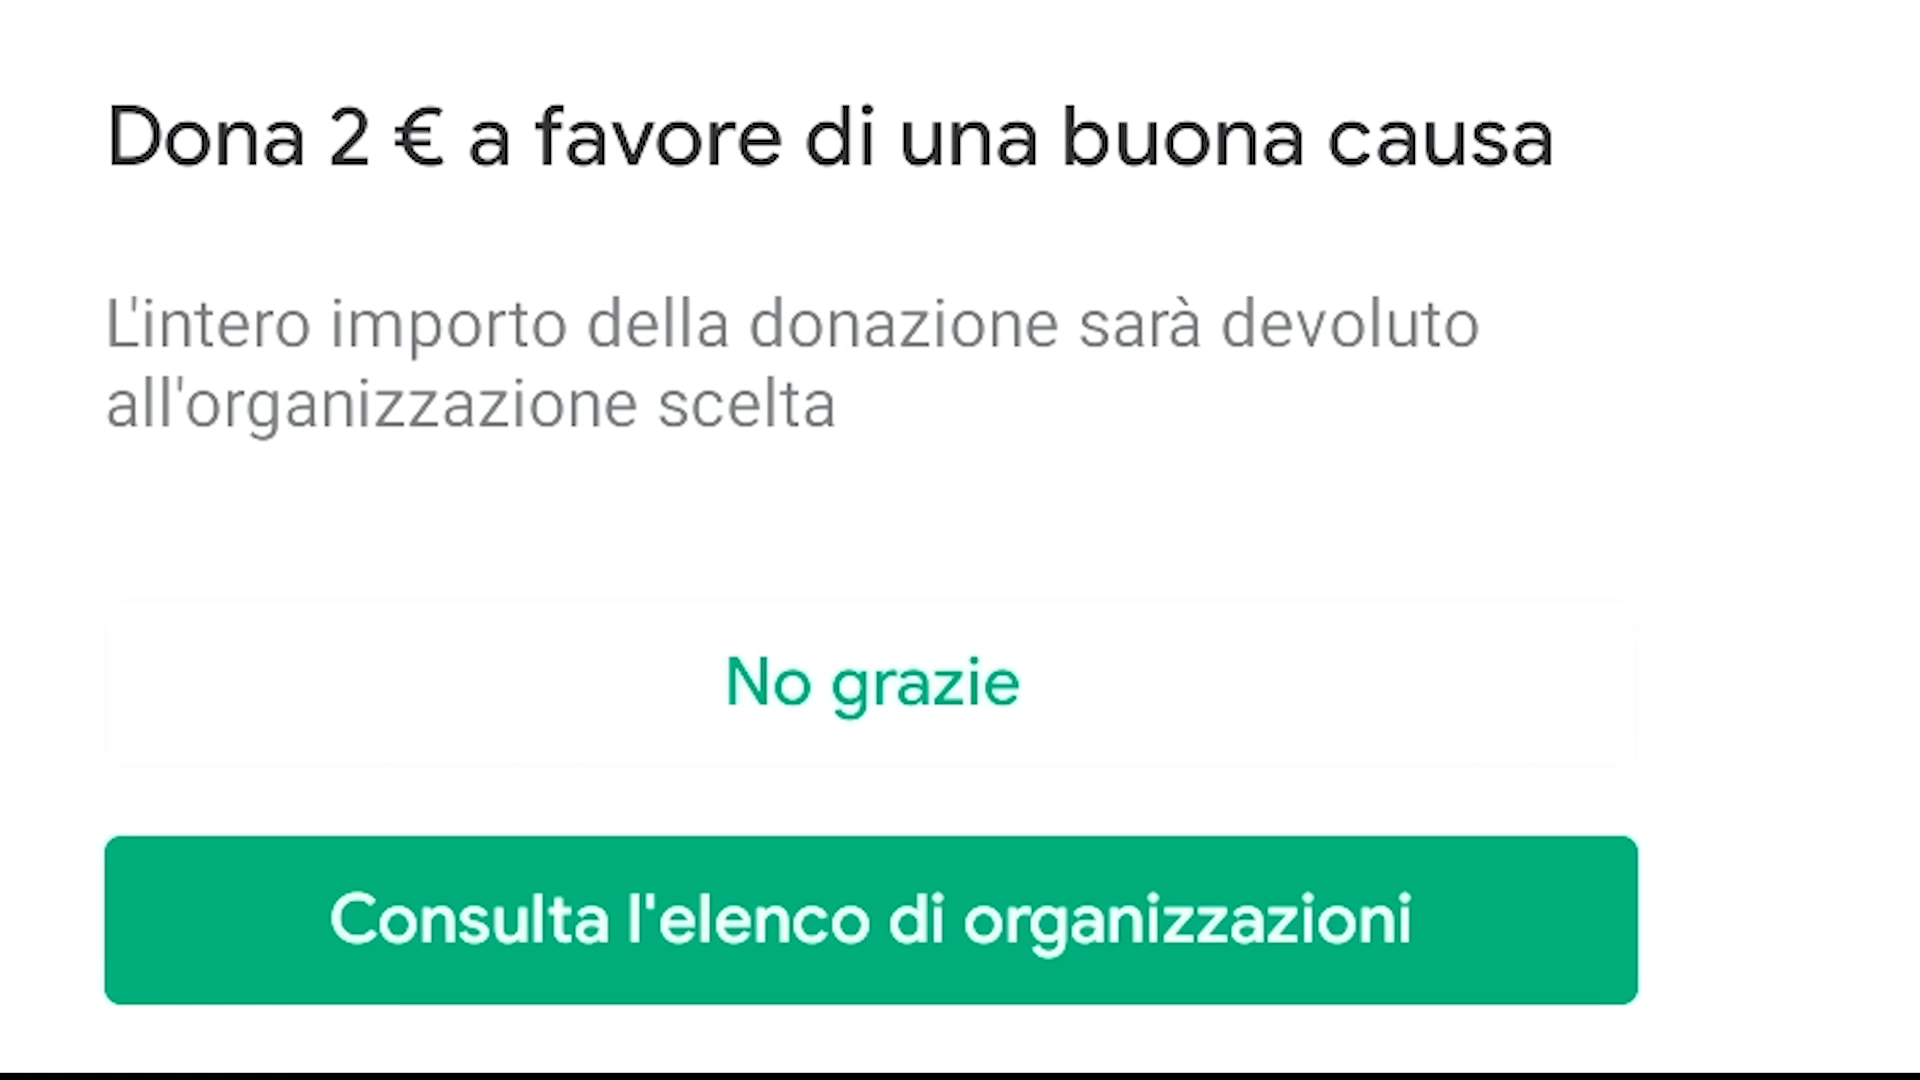 Dona 2 € a favore di una buona causa
L'intero importo della donazione sarà devoluto
all'organizzazione scelta
No grazie
Consulta l'elenco di organizzazioni